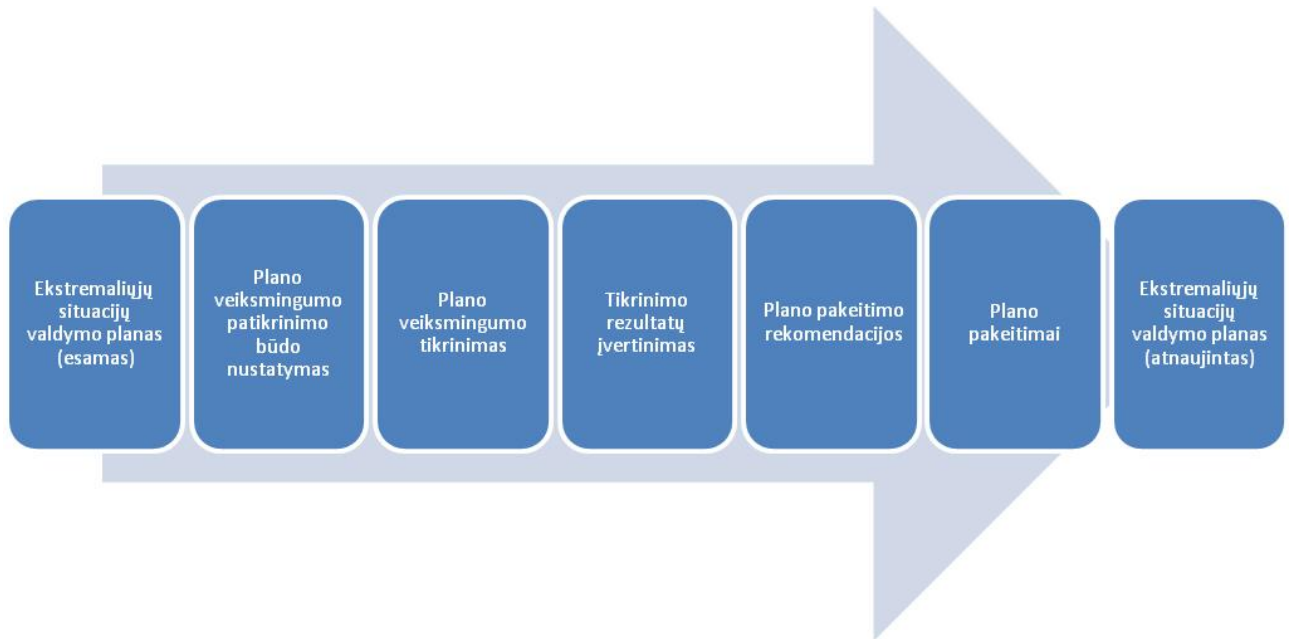 Ekstremaliųjų
situacijų
valdymo planas
(esamas)
Plano
veiksmingumo
patikrinimo
būdo
nustatymas
Plano
veiksmingumo
tikrinimas
Tikrinimo
rezultatų
įvertinimas
Plano pakeitimo
rekomendacijos
Plano
pakeitimai
Ekstremaliųjų
situacijų
valdymo planas
(atnaujintas)